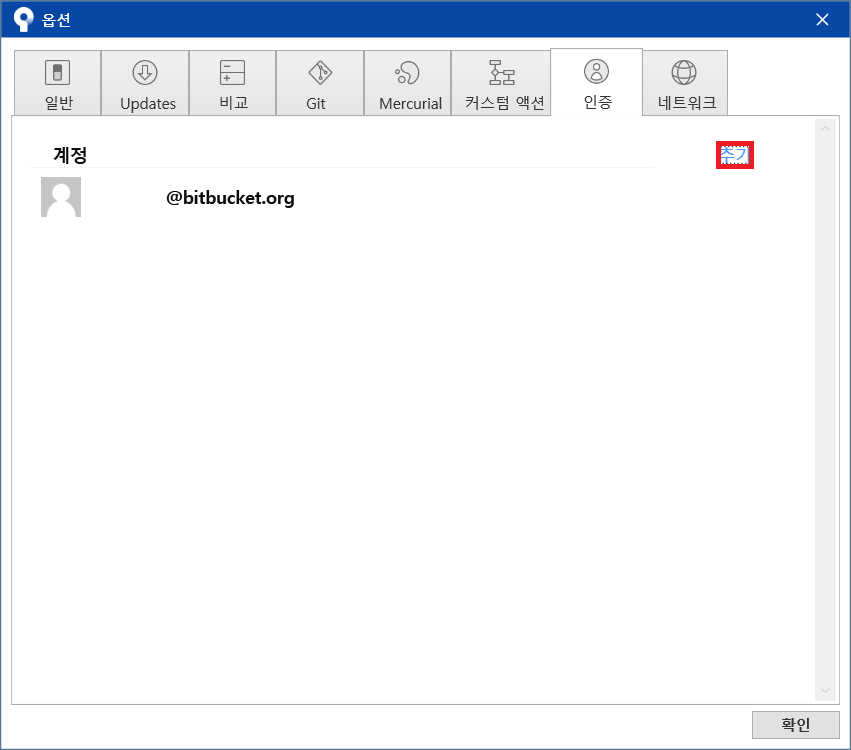 옵션
일반 Updates 비교 Git Mercurial 커스텀 액션 인증 네트워크
계정 추가
@bitbucket.org
확인